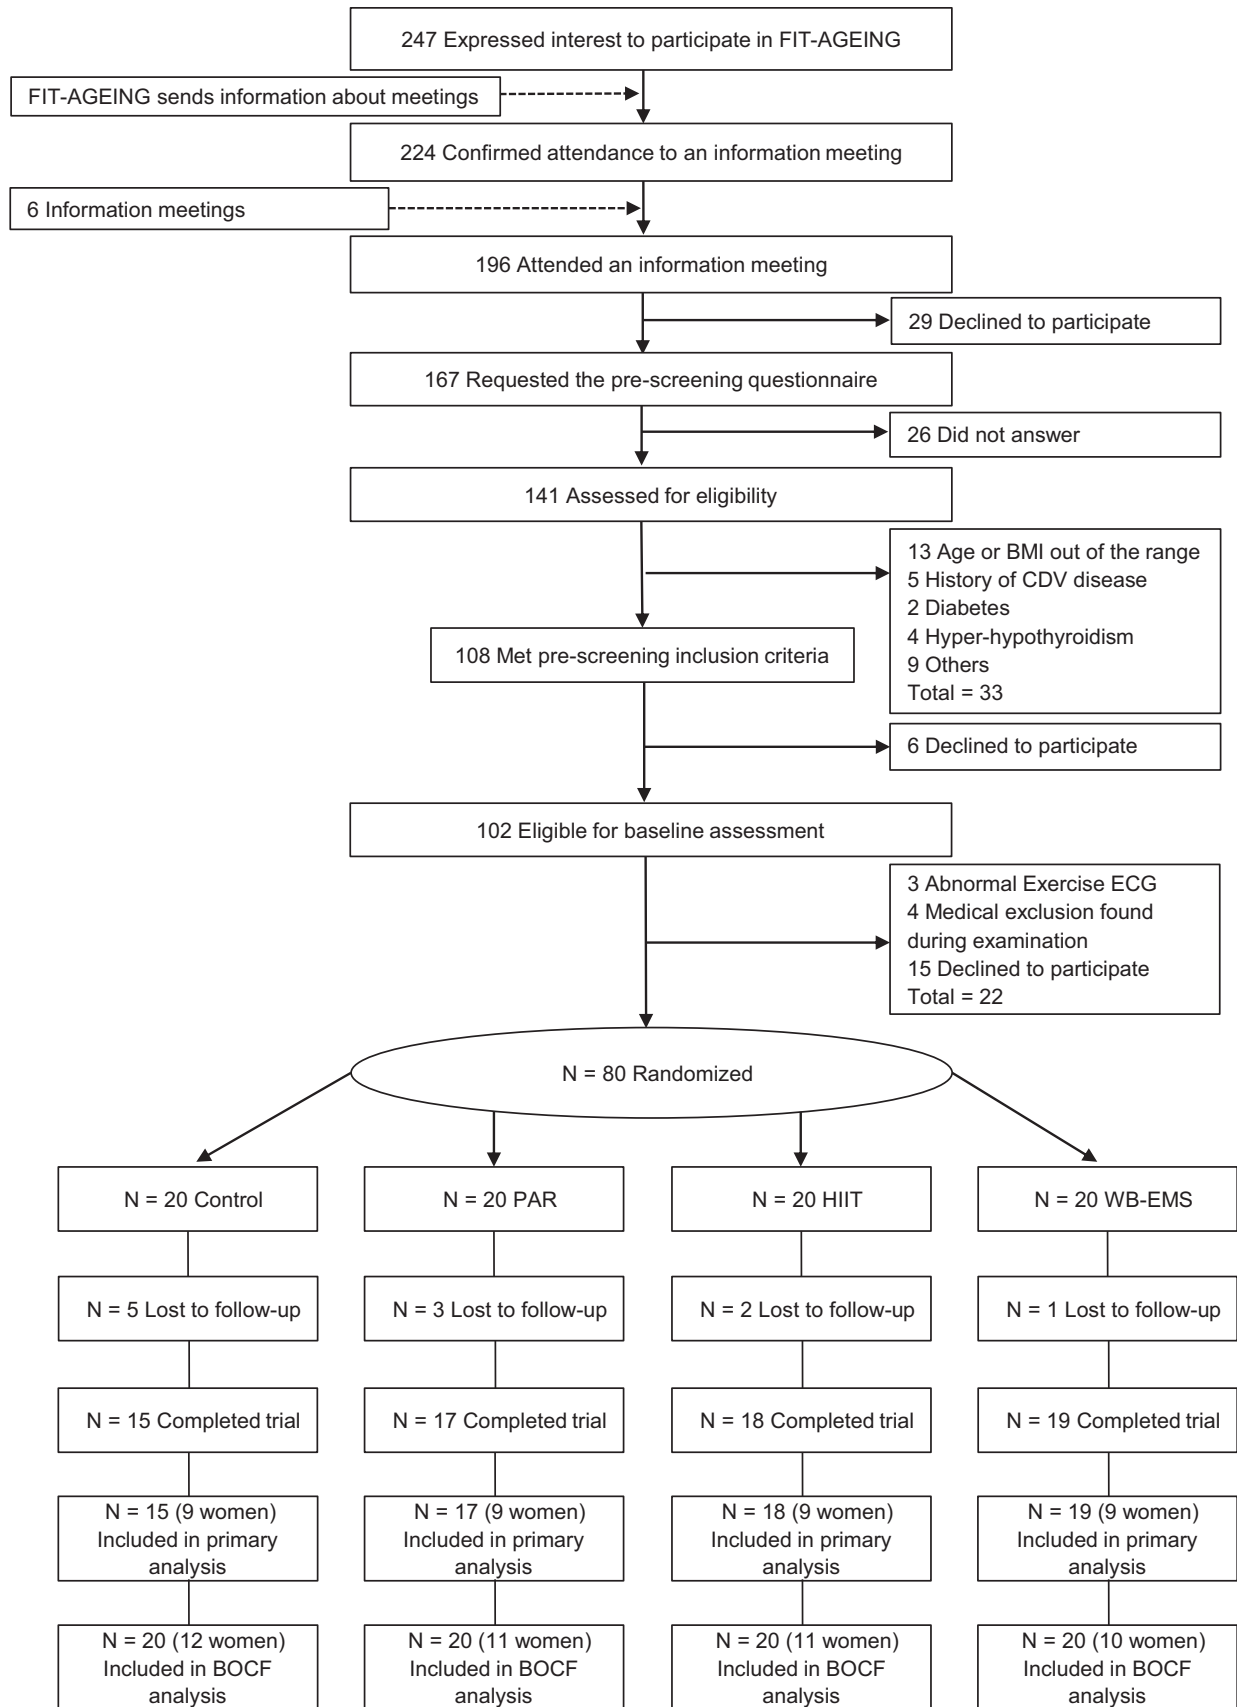 247 Expressed interest to participate in FIT-AGEING
FIT-AGEING sends information about meetings
224 Confirmed attendance to an information meeting
6 Information meetings
196 Attended an information meeting
29 Declined to participate
167 Requested the pre-screening questionnaire
26 Did not answer
141 Assessed for eligibility
13 Age or BMI out of the range
5 History of CDV disease
2 Diabetes
4 Hyper-hypothyroidism
9 Others
Total = 33
108 Met pre-screening inclusion criteria
6 Declined to participate
102 Eligible for baseline assessment
3 Abnormal Exercise ECG
4 Medical exclusion found
during examination
15 Declined to participate
Total = 22
N = 80 Randomized
N = 20 Control
N = 20 PAR
N = 20 HIIT
N = 20 WB-EMS
N = 5 Lost to follow-up
N = 3 Lost to follow-up
N = 2 Lost to follow-up
N = 1 Lost to follow-up
N = 15 Completed trial
N = 17 Completed trial
N = 18 Completed trial
N = 19 Completed trial
N = 15 (9 women)
Included in primary
analysis
N = 17 (9 women)
Included in primary
analysis
N = 18 (9 women)
Included in primary
analysis
N = 19 (9 women)
Included in primary
analysis
N = 20 (12 women)
Included in BOCF
analysis
N = 20 (11 women)
Included in BOCF
analysis
N = 20 (11 women)
Included in BOCF
analysis
N = 20 (10 women)
Included in BOCF
analysis